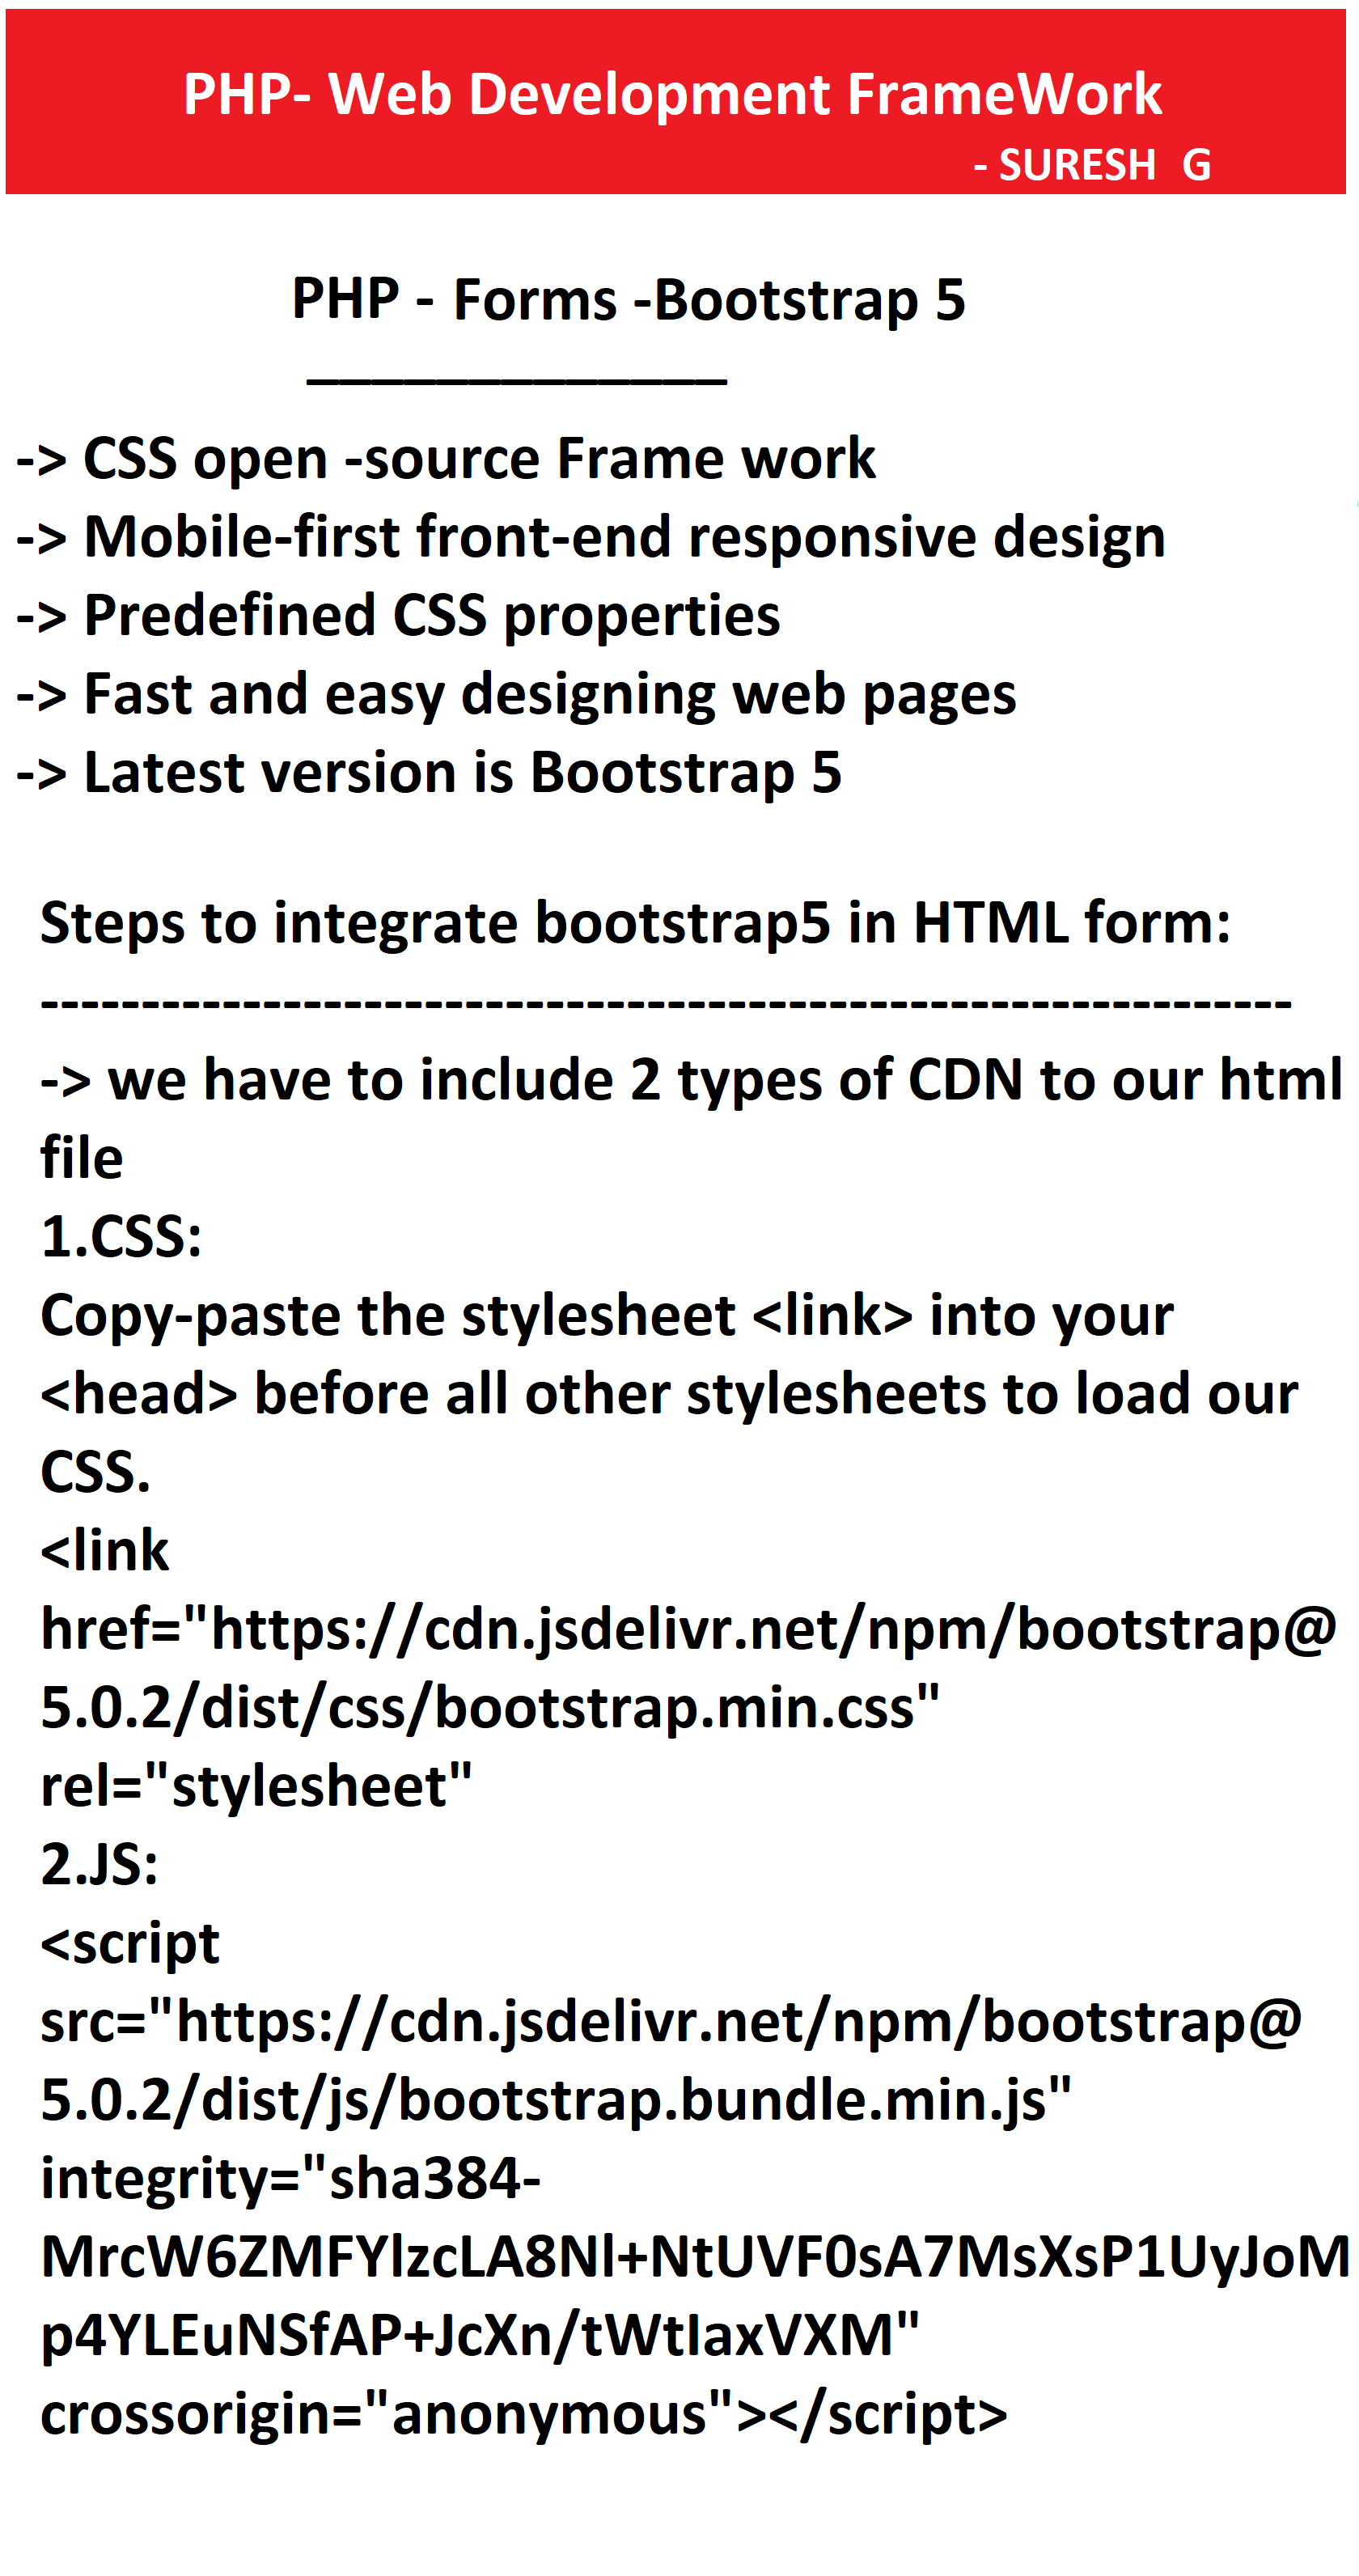 PHP- Web Development FrameWork
- SURESH G
PHP - Forms -Bootstrap 5
_____________
-> CSS open -source Frame work
-> Mobile-first front-end responsive design
-> Predefined CSS properties
-> Fast and easy designing web pages
-> Latest version is Bootstrap 5
Steps to integrate bootstrap5 in HTML form:
--------------------------------------------------------------
-> we have to include 2 types of CDN to our html
file
1.CSS:
Copy-paste the stylesheet <link> into your
<head> before all other stylesheets to load our
CSS.
<link
href="https://cdn.jsdelivr.net/npm/bootstrap@
5.0.2/dist/css/bootstrap.min.css"
rel="stylesheet"
2.JS:
<script
src="https://cdn.jsdelivr.net/npm/bootstrap@
5.0.2/dist/js/bootstrap.bundle.min.js"
integrity="sha384-
MrcW6ZMFYlzcLA8Nl+NtUVF0sA7MsXsP1UyJoM
p4YLEuNSfAP+JcXn/tWtIaxVXM"
crossorigin="anonymous"></script>